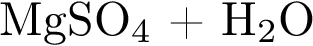 MgSO₄ + H₂O